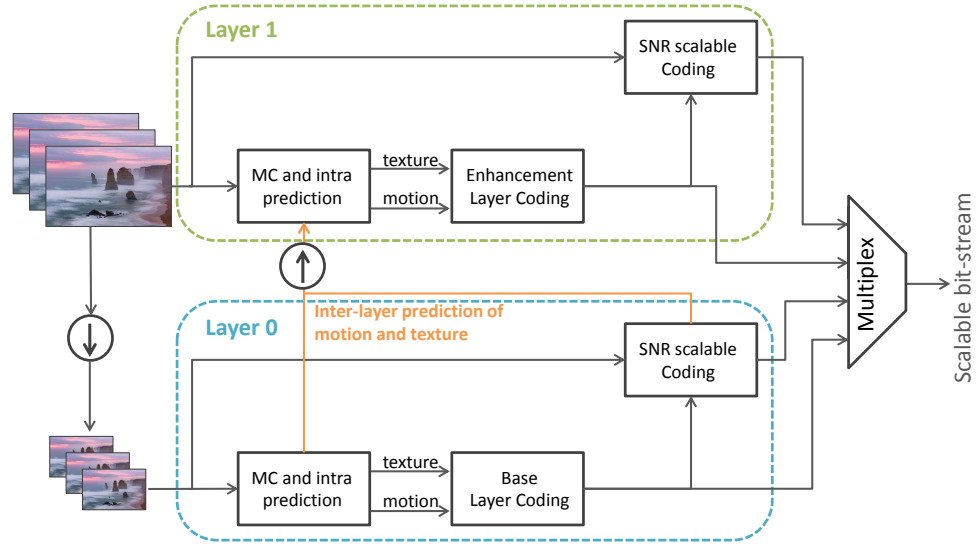 Layer 1
SNR scalable
Coding
MC and intra
prediction
texture
motion
Enhancement
Layer Coding
Multiplex
Scalable bit-stream
Inter-layer prediction of
motion and texture
Layer 0
SNR scalable
Coding
MC and intra
prediction
texture
motion
Base
Layer Coding